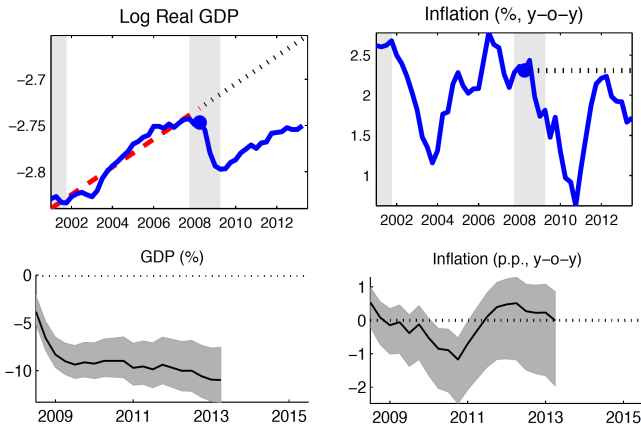 Log Real GDP
−2.7
−2.75
−2.8
2002 2004 2006 2008 2010 2012
Inflation (%, y−o−y)
2.5
2
1.5
1
2002 2004 2006 2008 2010 2012
GDP (%)
0
−5
−10
2009 2011 2013 2015
Inflation (p.p., y−o−y)
1
0
−1
−2
2009 2011 2013 2015